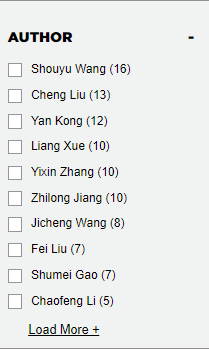 AUTHOR -
Shouyu Wang (16)
Cheng Liu (13)
Yan Kong (12)
Liang Xue (10)
Yixin Zhang (10)
Zhilong Jiang (10)
Jicheng Wang (8)
Fei Liu (7)
Shumei Gao (7)
Chaofeng Li (5)
Load More +